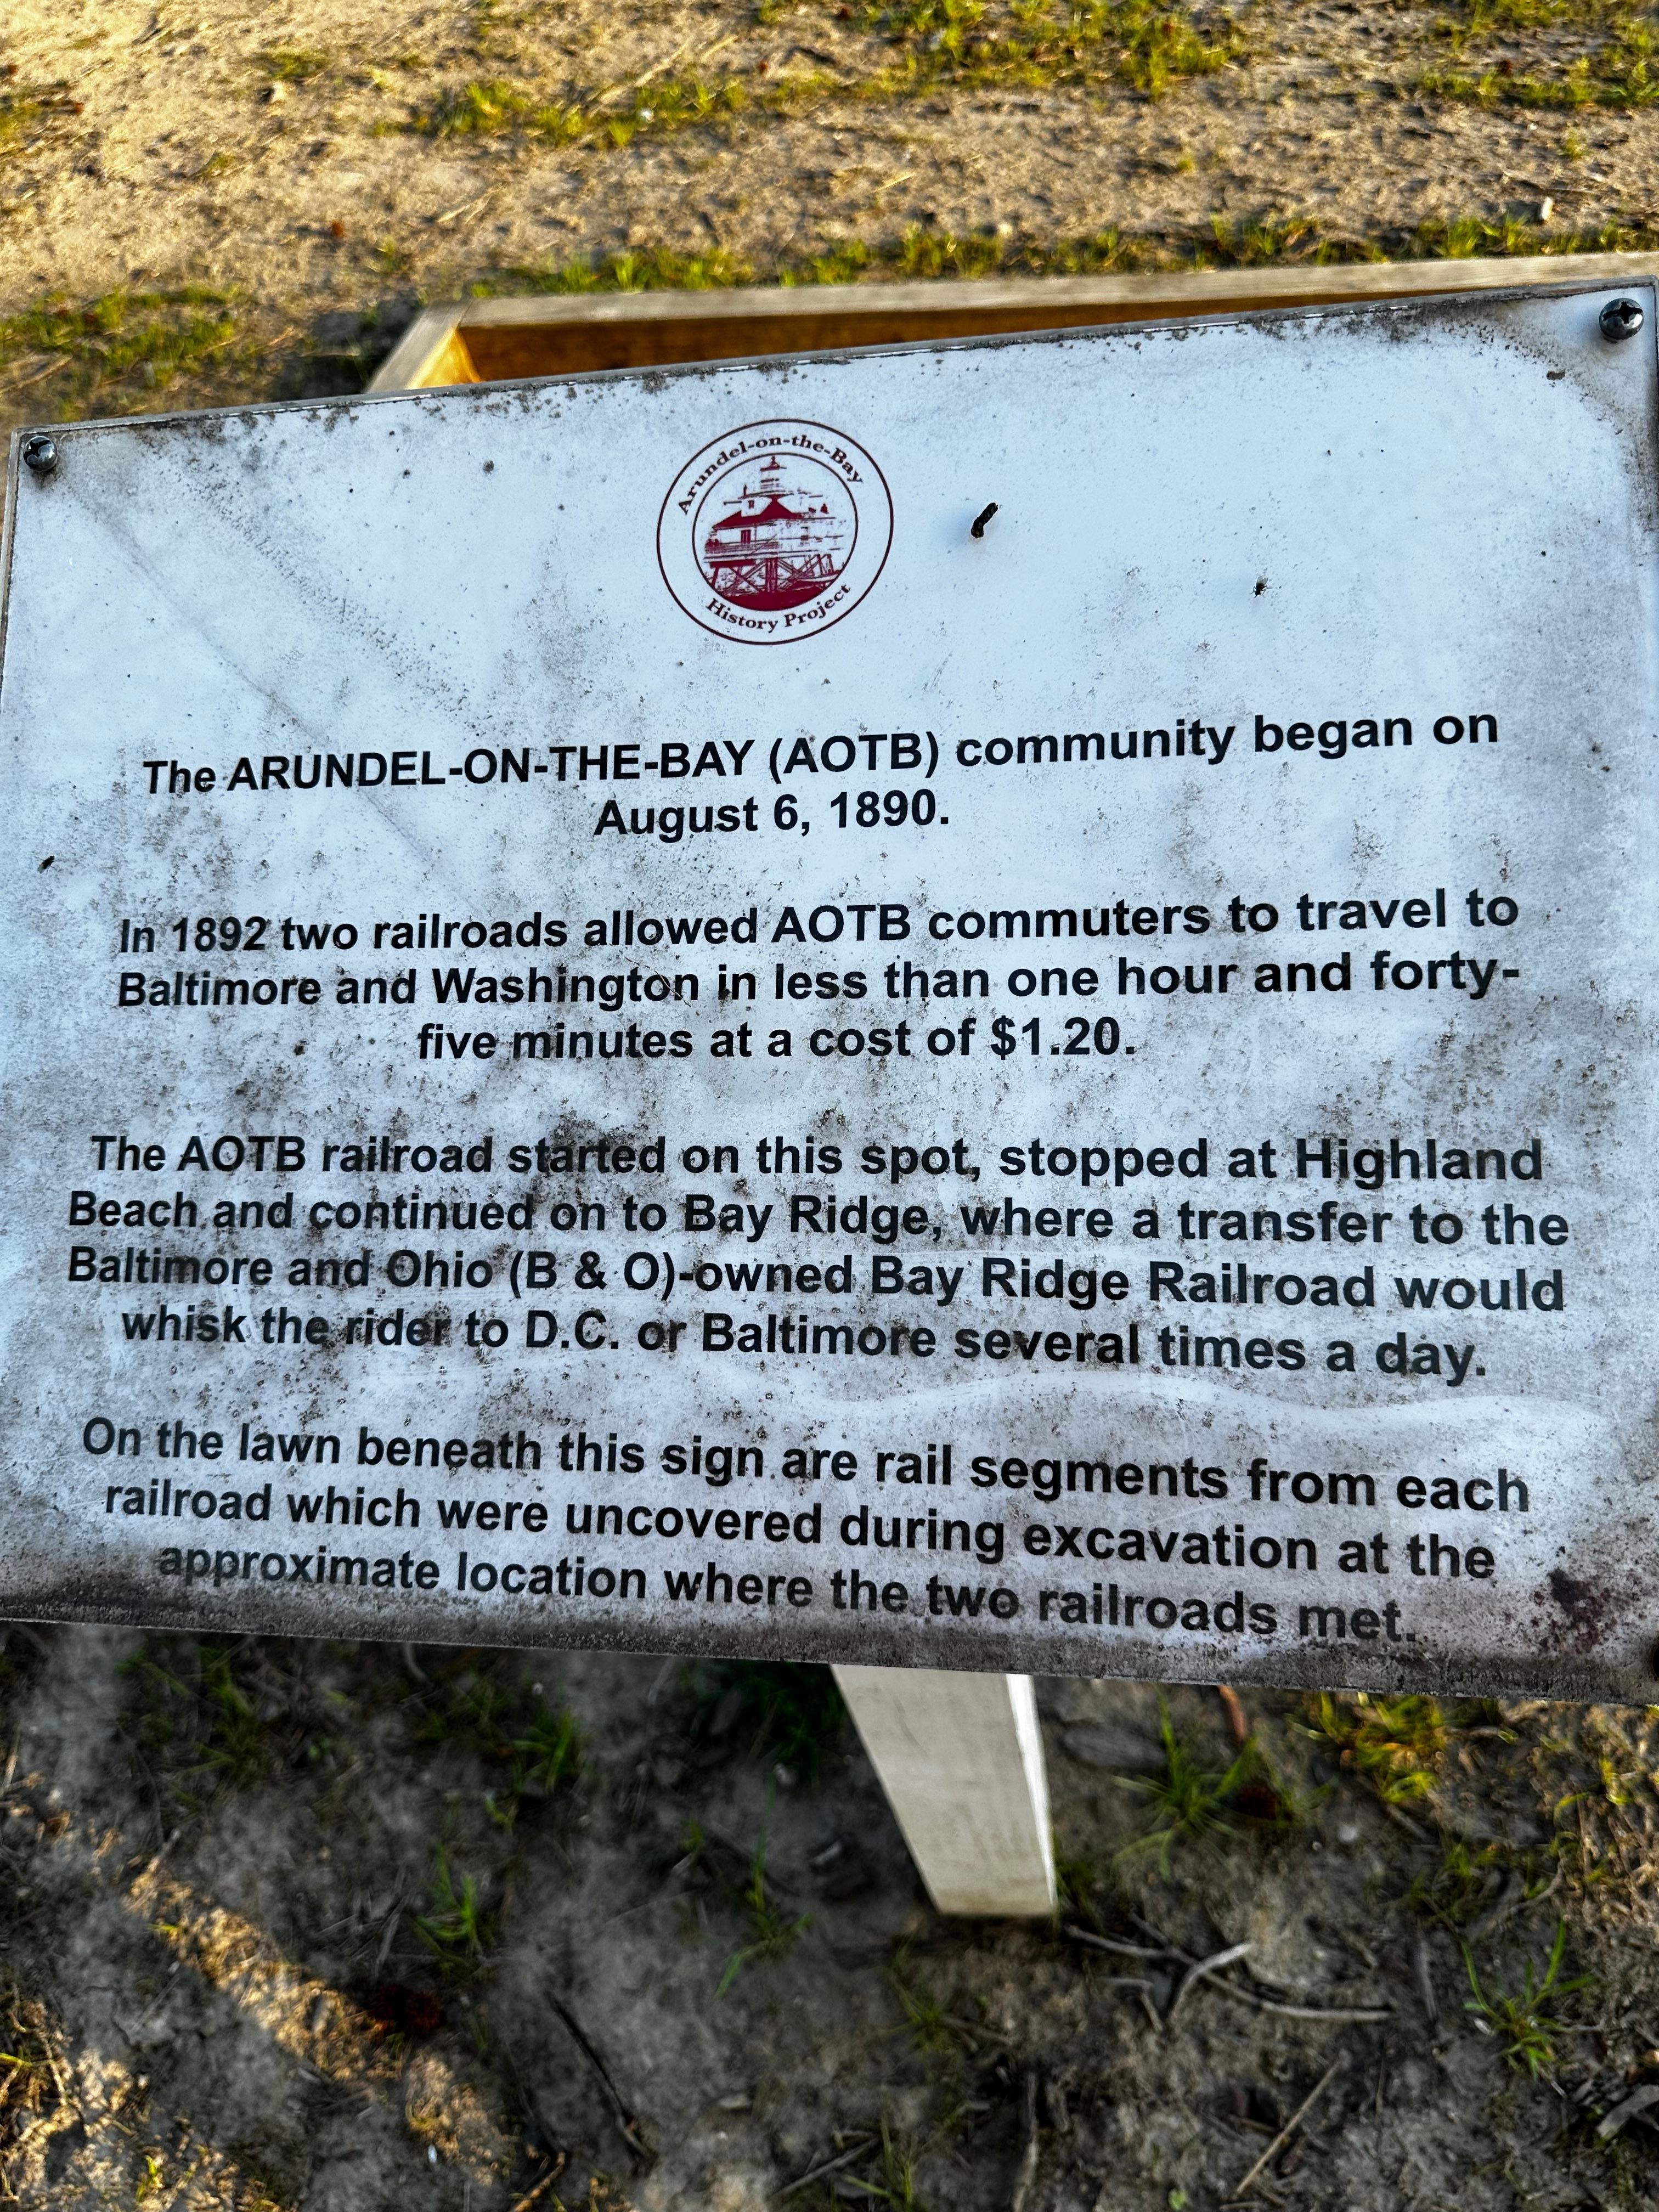 Arundel-on-the-Bay
History Project
The ARUNDEL-ON-THE-BAY (AOTB) community began on
August 6, 1890.
In 1892 two railroads allowed AOTB commuters to travel to
Baltimore and Washington in less than one hour and forty-
five minutes at a cost of $1.20.
The AOTB railroad started on this spot, stopped at Highland
Beach and continued on to Bay Ridge, where a transfer to the
Baltimore and Ohio (B & O)-owned Bay Ridge Railroad would
whisk the rider to D.C. or Baltimore several times a day.
On the lawn beneath this sign are rail segments from each
railroad which were uncovered during excavation at the
approximate location where the two railroads met.